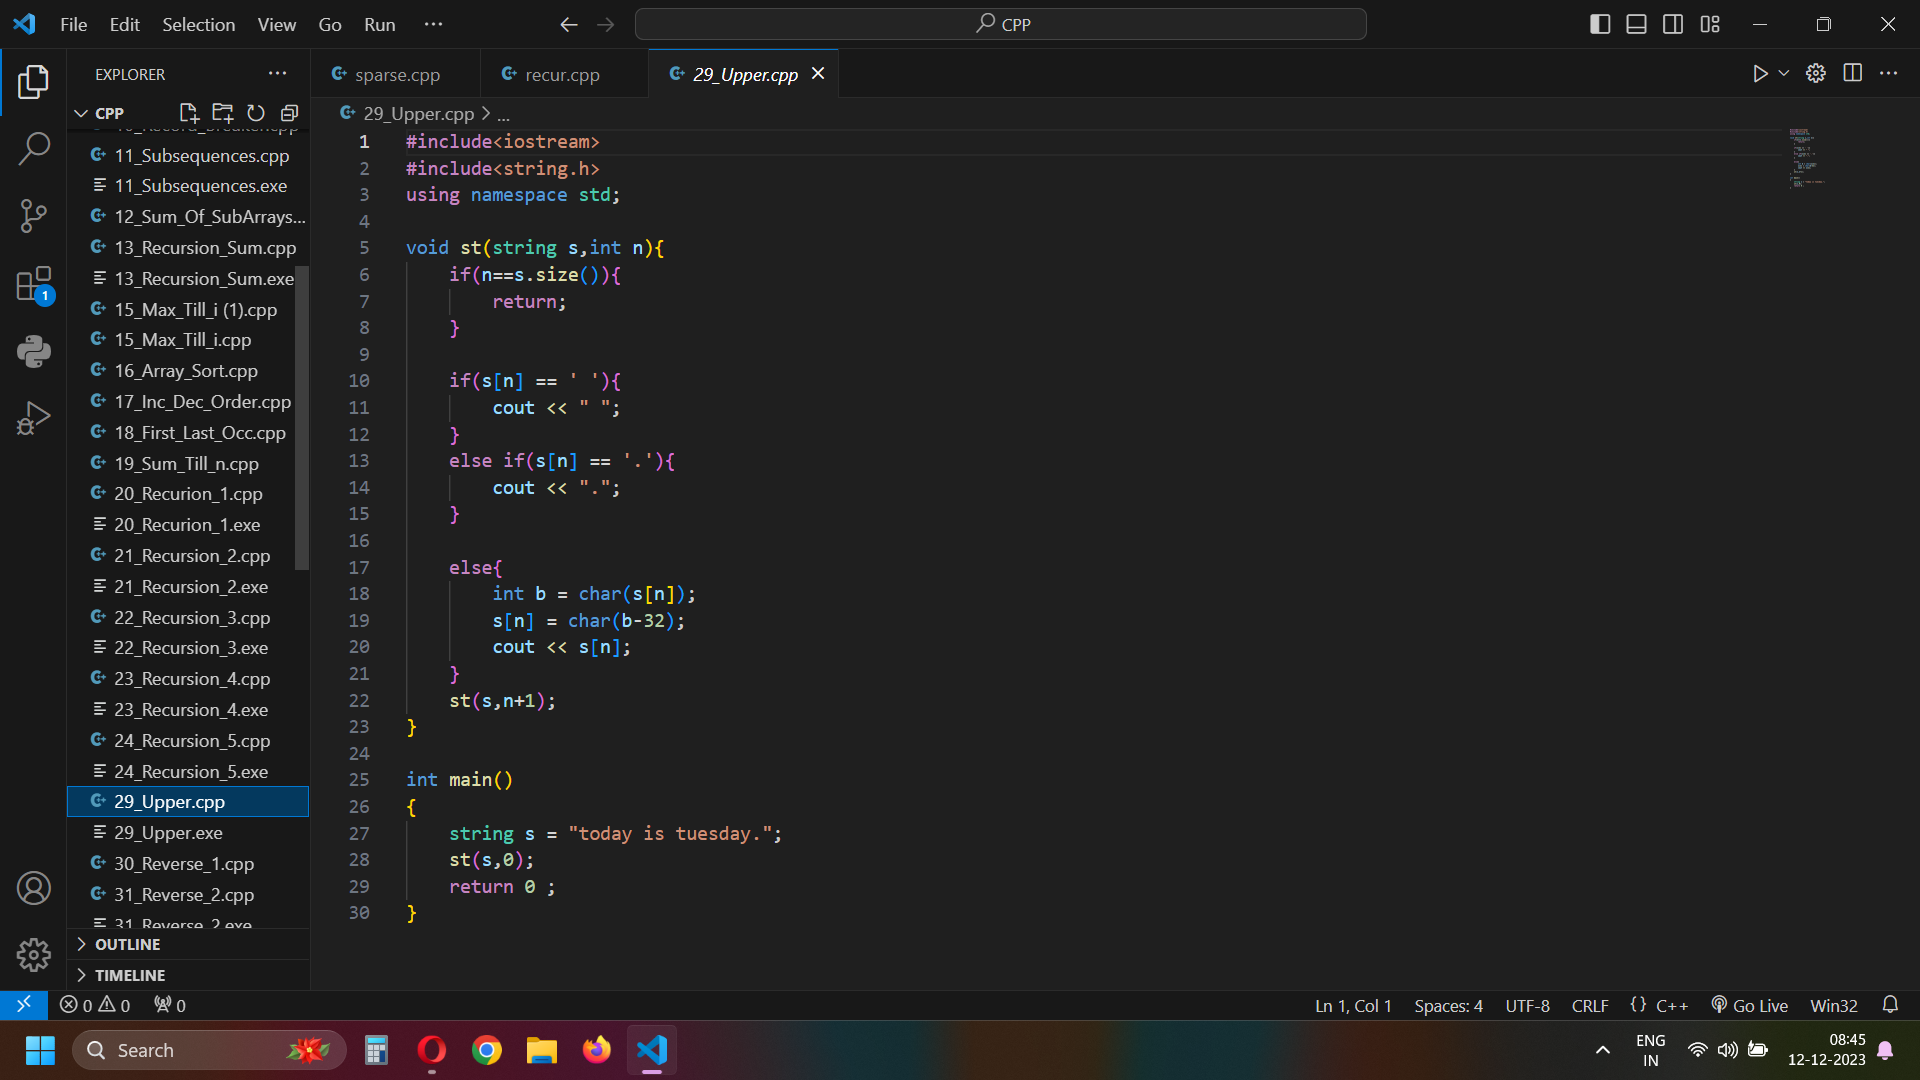 File Edit Selection View Go Run ...
CPP
EXPLORER ...
CPP
10_Record_Breaker.cpp
11_Subsequences.cpp
11_Subsequences.exe
12_Sum_Of_SubArrays...
13_Recursion_Sum.cpp
13_Recursion_Sum.exe
15_Max_Till_i (1).cpp
15_Max_Till_i.cpp
16_Array_Sort.cpp
17_Inc_Dec_Order.cpp
18_First_Last_Occ.cpp
19_Sum_Till_n.cpp
20_Recurion_1.cpp
20_Recurion_1.exe
21_Recursion_2.cpp
21_Recursion_2.exe
22_Recursion_3.cpp
22_Recursion_3.exe
23_Recursion_4.cpp
23_Recursion_4.exe
24_Recursion_5.cpp
24_Recursion_5.exe
29_Upper.cpp
29_Upper.exe
30_Reverse_1.cpp
31_Reverse_2.cpp
31_Reverse_2.exe
OUTLINE
TIMELINE
1
sparse.cpp recur.cpp 29_Upper.cpp
29_Upper.cpp > ...
1 #include<iostream>
2 #include<string.h>
3 using namespace std;
4
5 void st(string s,int n){
6 if(n==s.size()){
7 return;
8 }
9
10 if(s[n] == ' '){
11 cout << " ";
12 }
13 else if(s[n] == '.'){
14 cout << ".";
15 }
16
17 else{
18 int b = char(s[n]);
19 s[n] = char(b-32);
20 cout << s[n];
21 }
22 st(s,n+1);
23 }
24
25 int main()
26 {
27 string s = "today is tuesday.";
28 st(s,0);
29 return 0 ;
30 }
0 0 0
Ln 1, Col 1 Spaces: 4 UTF-8 CRLF {} C++ Go Live Win32
Search
ENG
IN
08:45
12-12-2023